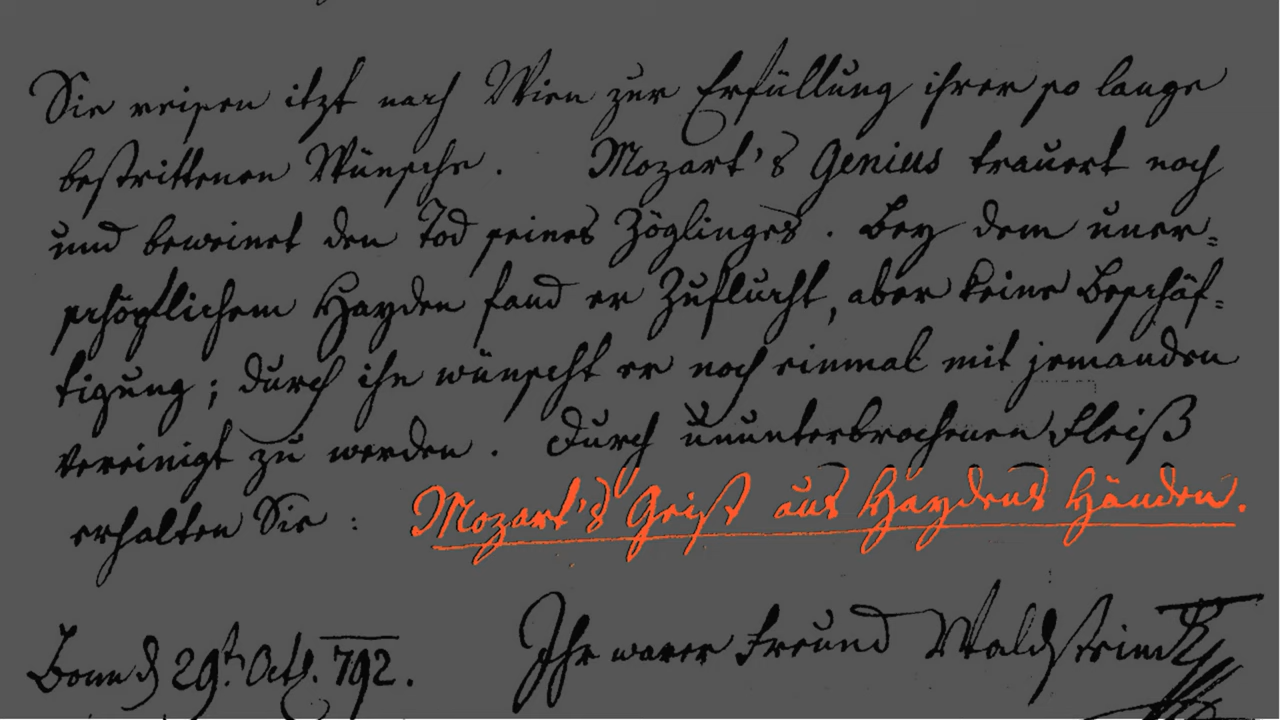 Sie reisen itzt nach Wien zur Erfüllung ihrer so lange
bestrittenen Wünsche. Mozart's Genius trauert noch
und beweinet den Tod seines Zöglinges. Bey dem uner=
schöpflichem Hayden fand er Zuflucht, aber keine Beschäf=
tigung; durch ihn wünscht er noch einmal mit jemanden
vereinigt zu werden. Durch ununterbrochenen Fleiß
erhalten Sie: Mozart's Geist aus Haydens Händen.
Bonn d 29t. Oct. 792. Ihr warer Freund Waldstein